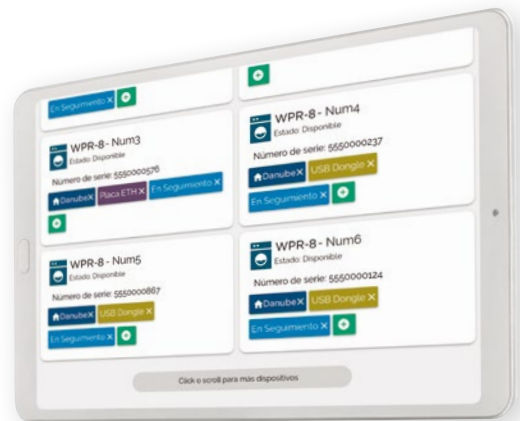 En Seguimiento X
WPR-8 - Num3
Estado: Disponible
Número de serie: 5550000576
Danube X Placa ETH X En Seguimiento X
WPR-8 - Num4
Estado: Disponible
Número de serie: 5550000237
Danube X USB Dongle X
En Seguimiento X
WPR-8 - Num5
Estado: Disponible
Número de serie: 5550000867
Danube X USB Dongle X
En Seguimiento X
WPR-8 - Num6
Estado: Disponible
Número de serie: 5550000124
Danube X USB Dongle X
En Seguimiento X
Click o scroll para más dispositivos